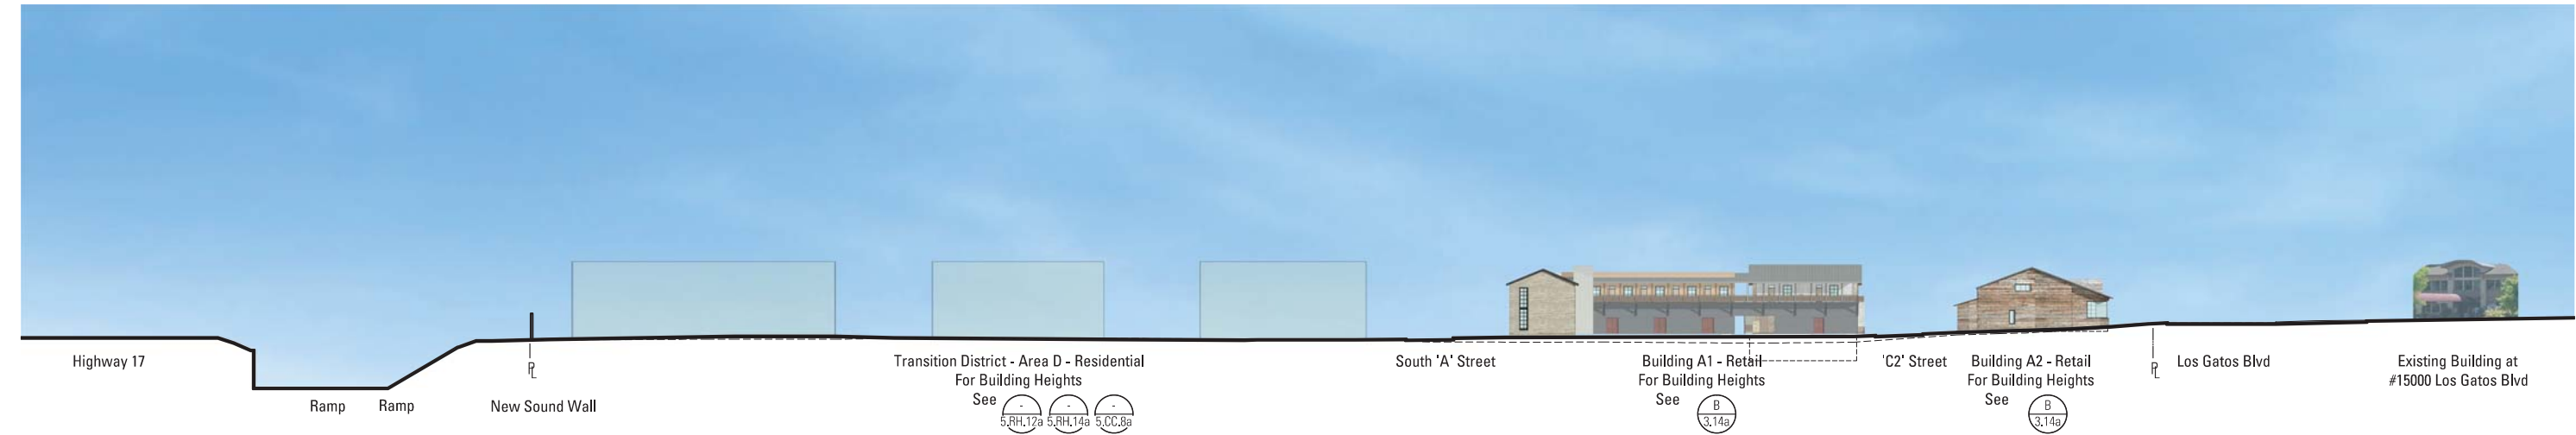 Highway 17
Ramp
Ramp
PL
New Sound Wall
Transition District - Area D - Residential
For Building Heights
See
-
5.RH.12a
-
5.RH.14a
-
5.CC.8a
South 'A' Street
Building A1 - Retail
For Building Heights
See
B
3.14a
'C2' Street
Building A2 - Retail
For Building Heights
See
B
3.14a
PL
Los Gatos Blvd
Existing Building at
#15000 Los Gatos Blvd